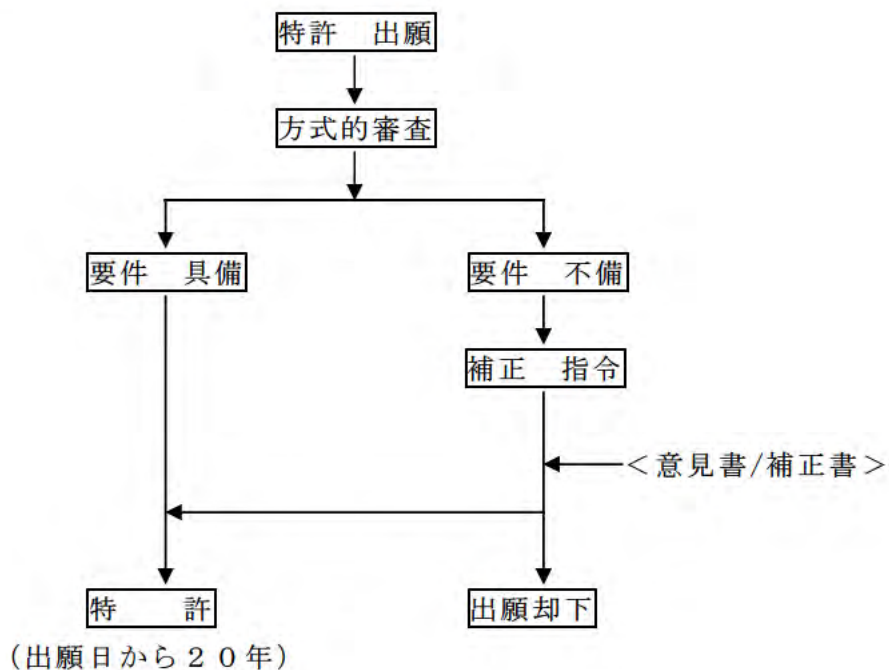 特許　出願
方式的審査
要件　具備
要件　不備
補正　指令
＜意見書/補正書＞
特　　許
出願却下
（出願日から２０年）